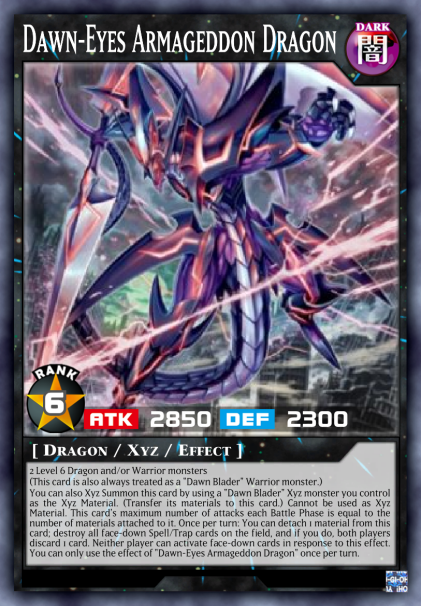 DAWN-EYES ARMAGEDDON DRAGON
DARK
闇
RANK
6
ATK 2850 DEF 2300
[ DRAGON / XYZ / EFFECT ]
2 Level 6 Dragon and/or Warrior monsters
(This card is also always treated as a "Dawn Blader" Warrior monster.)
You can also Xyz Summon this card by using a "Dawn Blader" Xyz monster you control
as the Xyz Material. (Transfer its materials to this card.) Cannot be used as Xyz
Material. This card's maximum number of attacks each Battle Phase is equal to the
number of materials attached to it. Once per turn: You can detach 1 material from this
card; destroy all face-down Spell/Trap cards on the field, and if you do, both players
discard 1 card. Neither player can activate face-down cards in response to this effect.
You can only use the effect of "Dawn-Eyes Armageddon Dragon" once per turn.